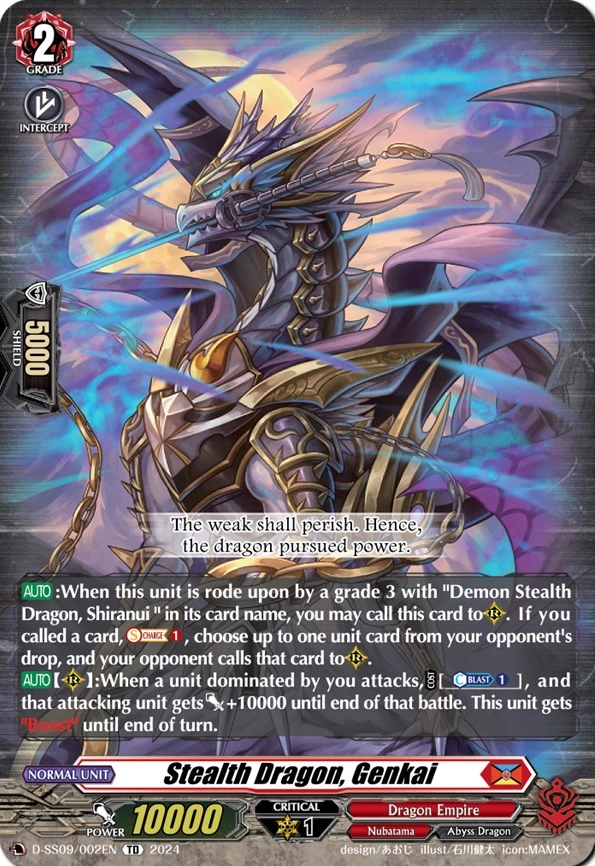 2
GRADE
INTERCEPT
5000
SHIELD
The weak shall perish. Hence,
the dragon pursued power.
AUTO:When this unit is rode upon by a grade 3 with "Demon Stealth
Dragon, Shiranui " in its card name, you may call this card to R. If you
called a card, S CHARGE 1, choose up to one unit card from your opponent's
drop, and your opponent calls that card to R.
AUTO【R】:When a unit dominated by you attacks, COST [C BLAST 1], and
that attacking unit gets +10000 until end of that battle. This unit gets
"Boost" until end of turn.
NORMAL UNIT
Stealth Dragon, Genkai
POWER 10000
CRITICAL
1
Dragon Empire
Nubatama
Abyss Dragon
D D-SS09/002EN TD 2024 design/あおじ illust/石川健太 icon:MAMEX